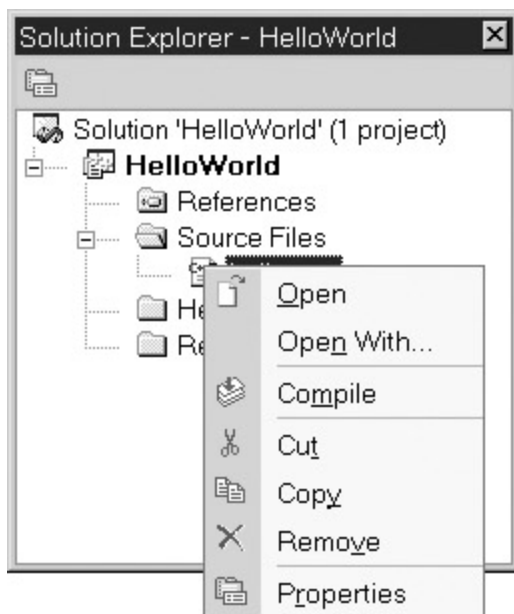 Solution Explorer - HelloWorld
Solution 'HelloWorld' (1 project)
HelloWorld
References
Source Files
Open
Open With...
Compile
Cut
Copy
Remove
Properties